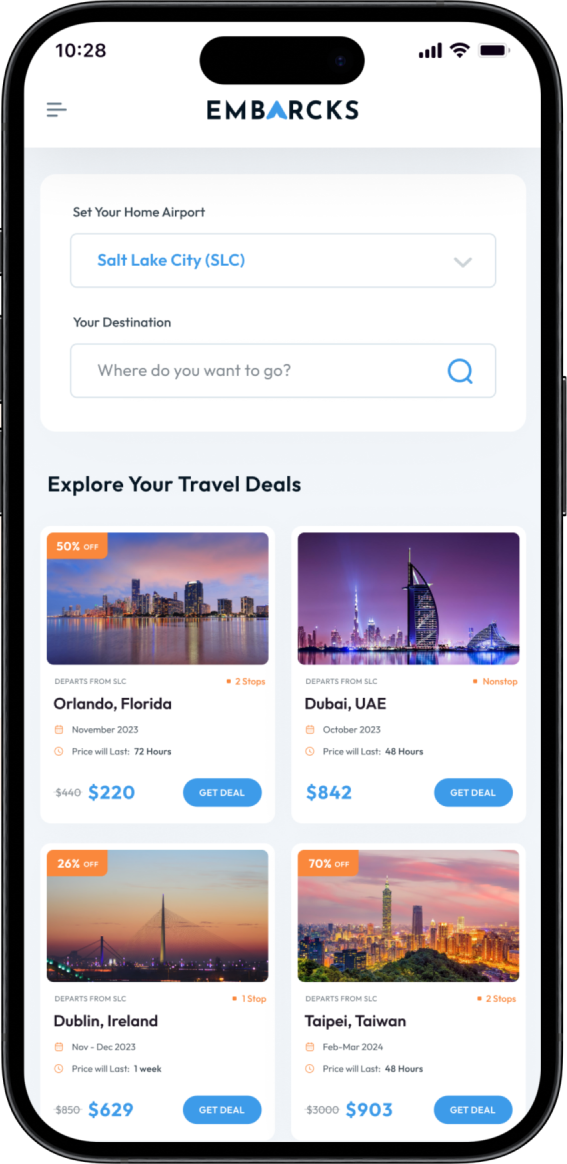 10:28
EMBARCKS
Set Your Home Airport
Salt Lake City (SLC)
Your Destination
Where do you want to go?
Explore Your Travel Deals
50% OFF
DEPARTS FROM SLC
2 Stops
Orlando, Florida
November 2023
Price will Last: 72 Hours
$440 $220
GET DEAL
DEPARTS FROM SLC
Nonstop
Dubai, UAE
October 2023
Price will Last: 48 Hours
$842
GET DEAL
26% OFF
DEPARTS FROM SLC
1 Stop
Dublin, Ireland
Nov - Dec 2023
Price will Last: 1 week
$850 $629
GET DEAL
70% OFF
DEPARTS FROM SLC
2 Stops
Taipei, Taiwan
Feb-Mar 2024
Price will Last: 48 Hours
$3000 $903
GET DEAL